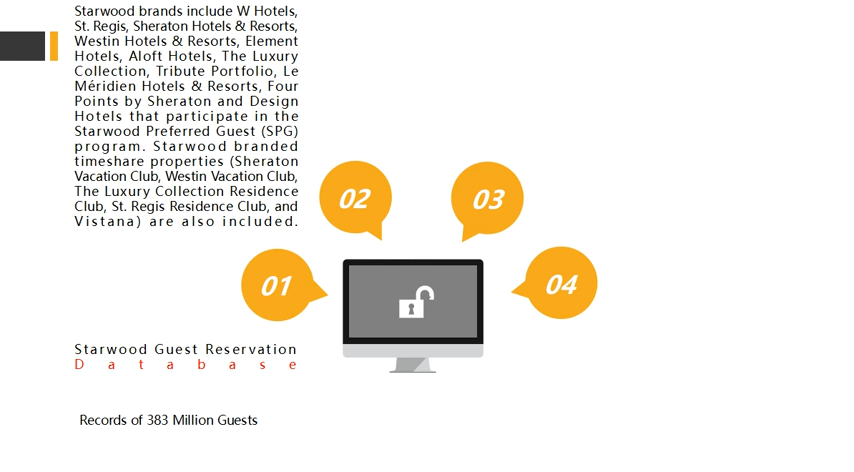 Starwood brands include W Hotels,
St. Regis, Sheraton Hotels & Resorts,
Westin Hotels & Resorts, Element
Hotels, Aloft Hotels, The Luxury
Collection, Tribute Portfolio, Le
Méridien Hotels & Resorts, Four
Points by Sheraton and Design
Hotels that participate in the
Starwood Preferred Guest (SPG)
program. Starwood branded
timeshare properties (Sheraton
Vacation Club, Westin Vacation Club,
The Luxury Collection Residence
Club, St. Regis Residence Club, and
Vistana) are also included.
02
03
01
04
Starwood Guest Reservation
Database
Records of 383 Million Guests